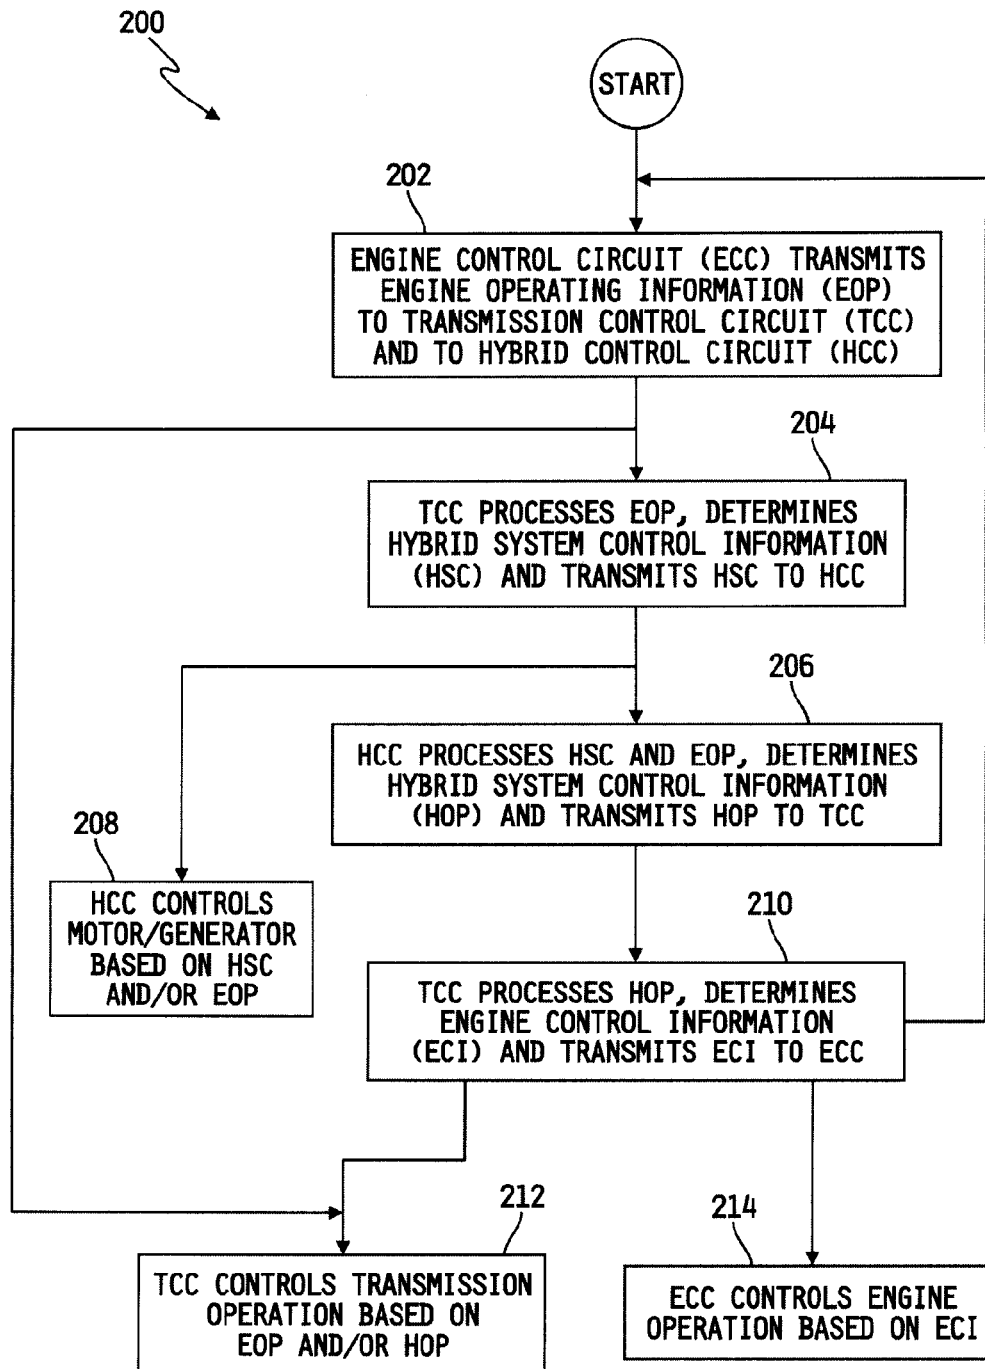 200
START
202
ENGINE CONTROL CIRCUIT (ECC) TRANSMITS
ENGINE OPERATING INFORMATION (EOP)
TO TRANSMISSION CONTROL CIRCUIT (TCC)
AND TO HYBRID CONTROL CIRCUIT (HCC)
204
TCC PROCESSES EOP, DETERMINES
HYBRID SYSTEM CONTROL INFORMATION
(HSC) AND TRANSMITS HSC TO HCC
206
HCC PROCESSES HSC AND EOP, DETERMINES
HYBRID SYSTEM CONTROL INFORMATION
(HOP) AND TRANSMITS HOP TO TCC
208
HCC CONTROLS
MOTOR/GENERATOR
BASED ON HSC
AND/OR EOP
210
TCC PROCESSES HOP, DETERMINES
ENGINE CONTROL INFORMATION
(ECI) AND TRANSMITS ECI TO ECC
212
TCC CONTROLS TRANSMISSION
OPERATION BASED ON
EOP AND/OR HOP
214
ECC CONTROLS ENGINE
OPERATION BASED ON ECI